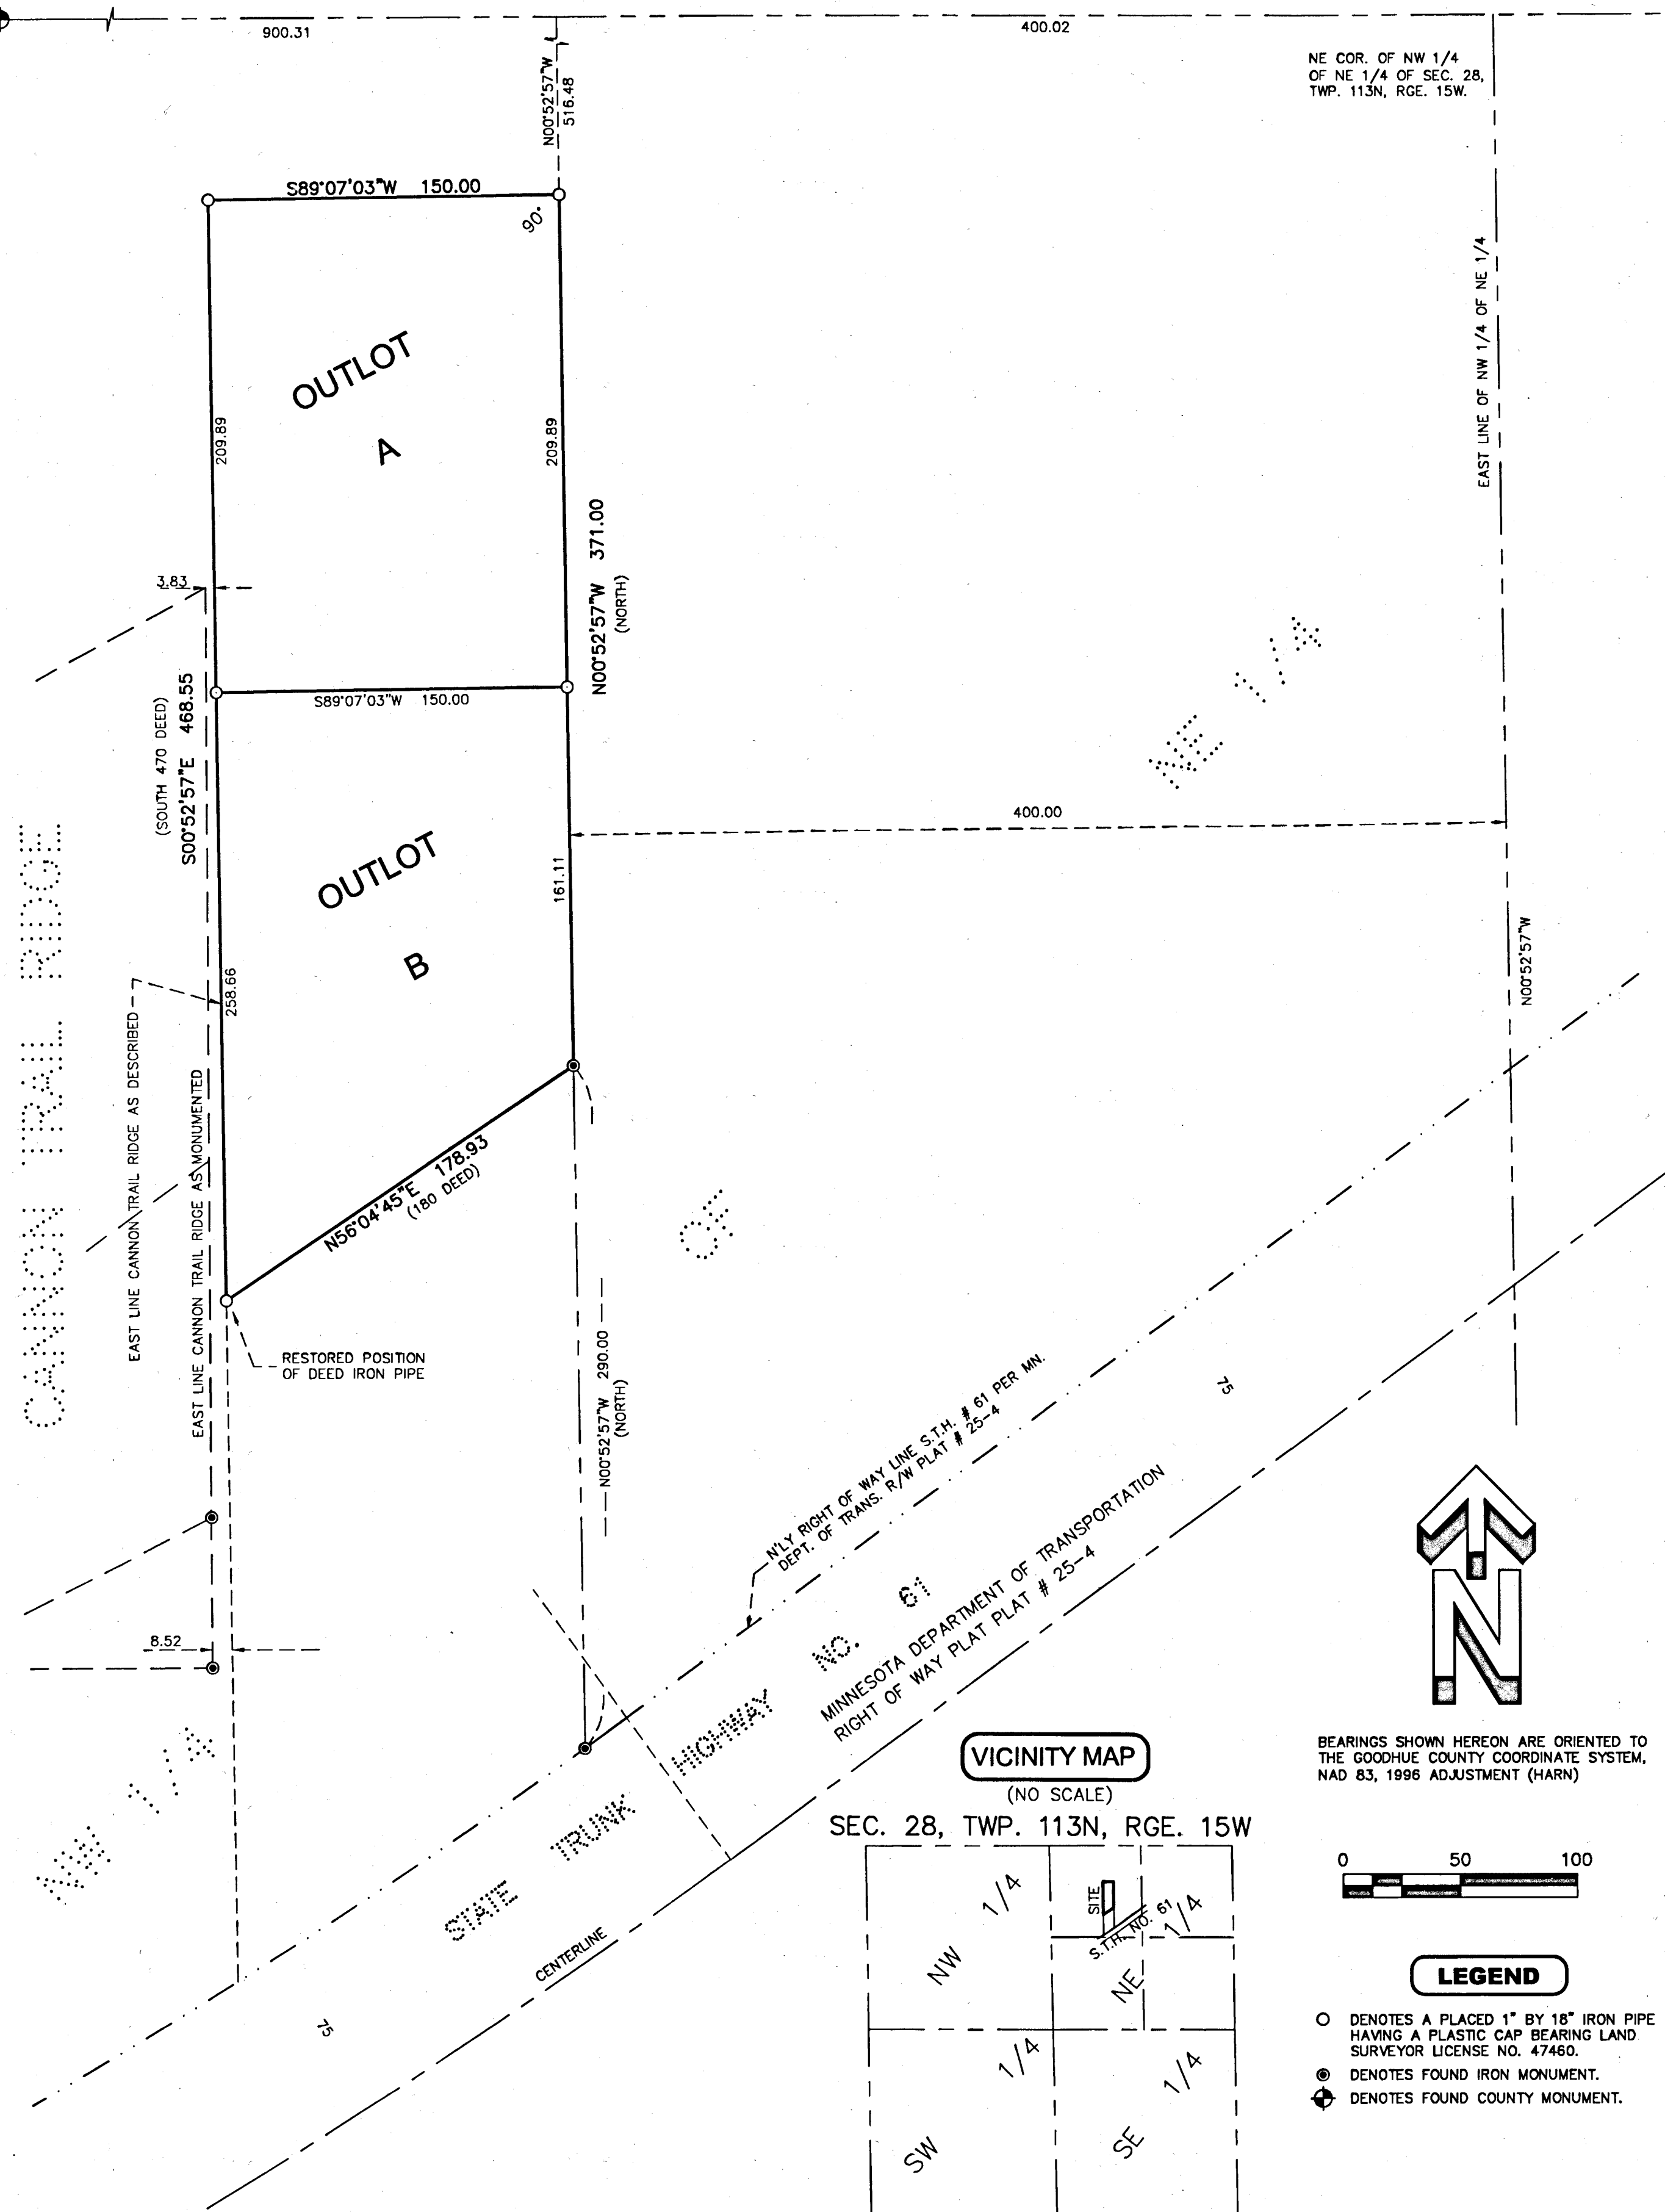 900.31
400.02
NE COR. OF NW 1/4
OF NE 1/4 OF SEC. 28,
TWP. 113N, RGE. 15W.
N00°52'57"W
516.48
S89°07'03"W 150.00
90°
EAST LINE OF NW 1/4 OF NE 1/4
OUTLOT
A
209.89
209.89
N00°52'57"W 371.00
(NORTH)
3.83
S89°07'03"W 150.00
(SOUTH 470 DEED)
S00°52'57"E 468.55
NE 1/4
400.00
OUTLOT
B
161.11
258.66
CANNON TRAIL RIDGE
EAST LINE CANNON TRAIL RIDGE AS DESCRIBED
EAST LINE CANNON TRAIL RIDGE AS MONUMENTED
N00°52'57"W
N56°04'45"E 178.93
(180 DEED)
OF
RESTORED POSITION
OF DEED IRON PIPE
N00°52'57"W 290.00
(NORTH)
N'LY RIGHT OF WAY LINE S.T.H. # 61 PER MN.
DEPT. OF TRANS. R/W PLAT # 25-4
75
MINNESOTA DEPARTMENT OF TRANSPORTATION
RIGHT OF WAY PLAT PLAT # 25-4
8.52
NW 1/4
STATE TRUNK HIGHWAY NO. 61
CENTERLINE
75
N
BEARINGS SHOWN HEREON ARE ORIENTED TO
THE GOODHUE COUNTY COORDINATE SYSTEM,
NAD 83, 1996 ADJUSTMENT (HARN)
VICINITY MAP
(NO SCALE)
SEC. 28, TWP. 113N, RGE. 15W
NW 1/4
SITE
S.T.H. NO. 61
NE 1/4
SW 1/4
SE 1/4
0 50 100
LEGEND
DENOTES A PLACED 1" BY 18" IRON PIPE
HAVING A PLASTIC CAP BEARING LAND
SURVEYOR LICENSE NO. 47460.
DENOTES FOUND IRON MONUMENT.
DENOTES FOUND COUNTY MONUMENT.